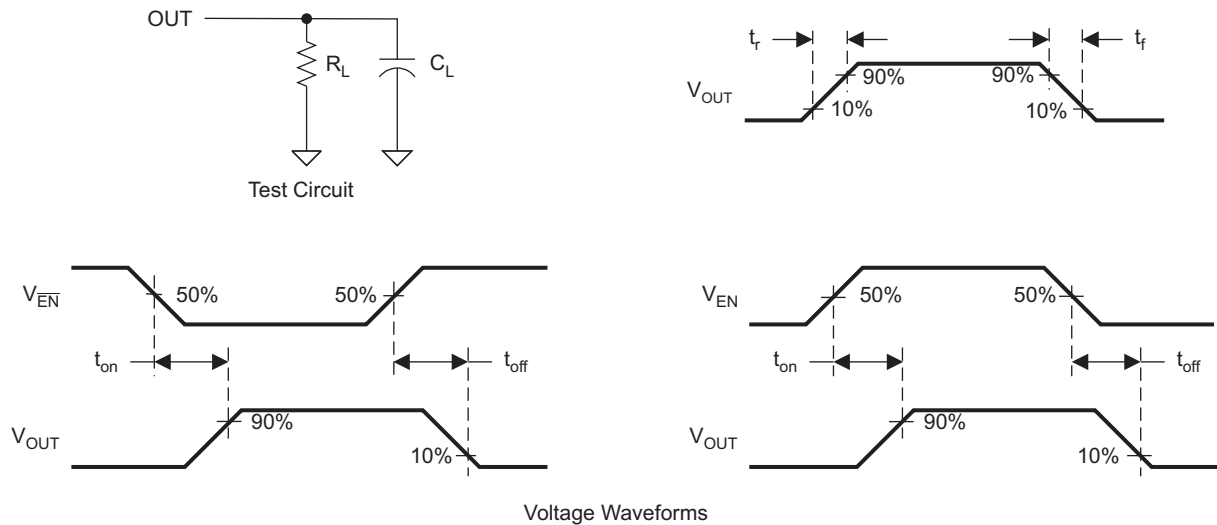 OUT
R_L
C_L
Test Circuit
t_r
t_f
V_OUT
90%
90%
10%
10%
V_E̅N̅
50%
50%
t_on
t_off
V_OUT
90%
10%
V_EN
50%
50%
t_on
t_off
V_OUT
90%
10%
Voltage Waveforms